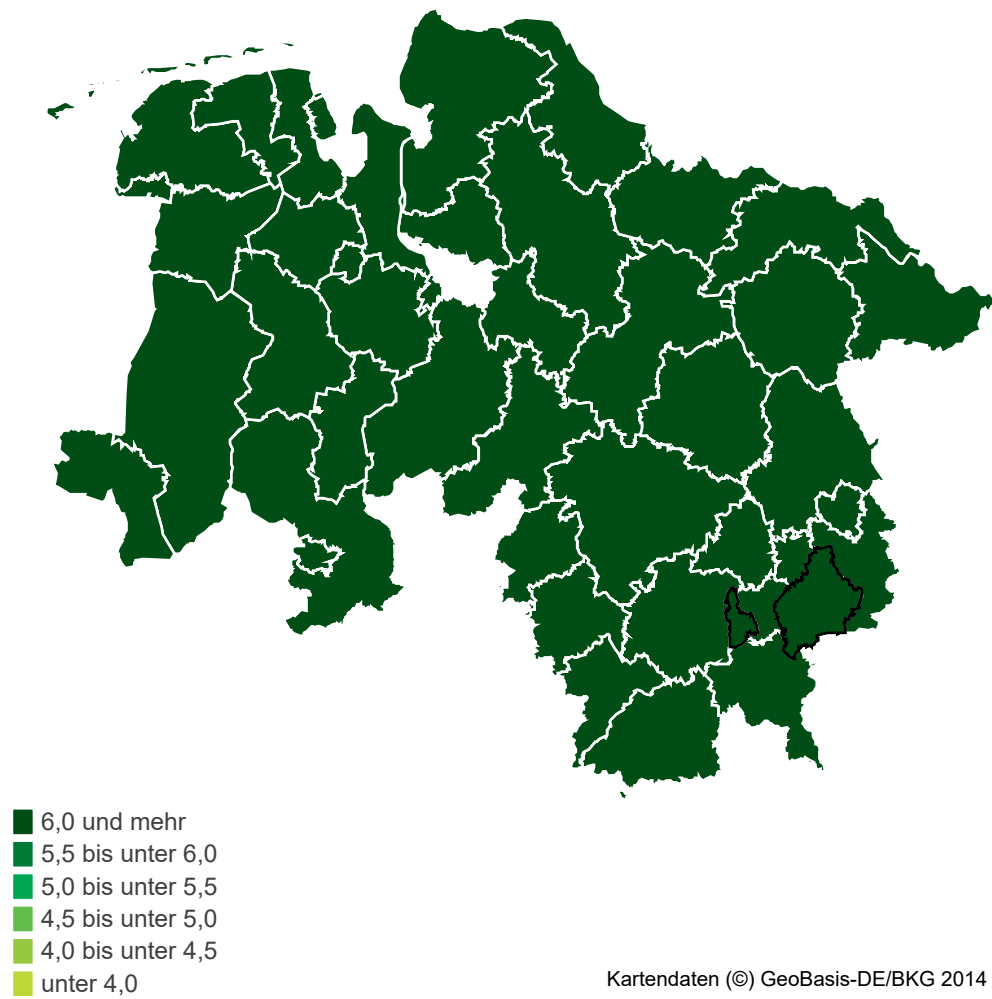 6,0 und mehr
5,5 bis unter 6,0
5,0 bis unter 5,5
4,5 bis unter 5,0
4,0 bis unter 4,5
unter 4,0
Kartendaten (©) GeoBasis-DE/BKG 2014